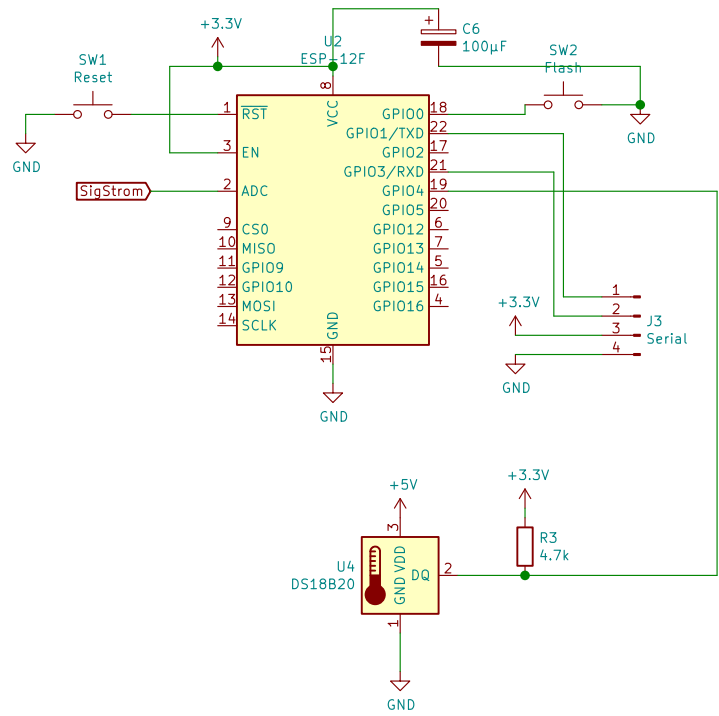 +3.3V
SW1
Reset
GND
U2
ESP-12F
C6
100µF
SW2
Flash
GND
SigStrom
8
VCC
1 RST
3 EN
2 ADC
9 CS0
10 MISO
11 GPIO9
12 GPIO10
13 MOSI
14 SCLK
GPIO0 18
GPIO1/TXD 22
GPIO2 17
GPIO3/RXD 21
GPIO4 19
GPIO5 20
GPIO12 6
GPIO13 7
GPIO14 5
GPIO15 16
GPIO16 4
GND
15
GND
+3.3V
GND
1
2
3
4
J3
Serial
+5V
3
U4
DS18B20
VDD
GND
DQ 2
1
GND
+3.3V
R3
4.7k